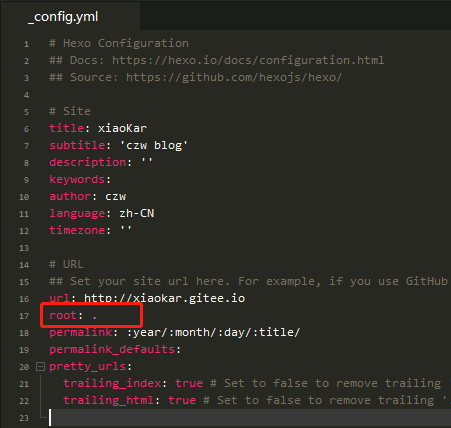 _config.yml
1 # Hexo Configuration
2 ## Docs: https://hexo.io/docs/configuration.html
3 ## Source: https://github.com/hexojs/hexo/
4
5 # Site
6 title: xiaoKar
7 subtitle: 'czw blog'
8 description: ''
9 keywords:
10 author: czw
11 language: zh-CN
12 timezone: ''
13
14 # URL
15 ## Set your site url here. For example, if you use GitHub
16 url: http://xiaokar.gitee.io
17 root: .
18 permalink: :year/:month/:day/:title/
19 permalink_defaults:
20 pretty_urls:
21 trailing_index: true # Set to false to remove trailing
22 trailing_html: true # Set to false to remove trailing '.
23